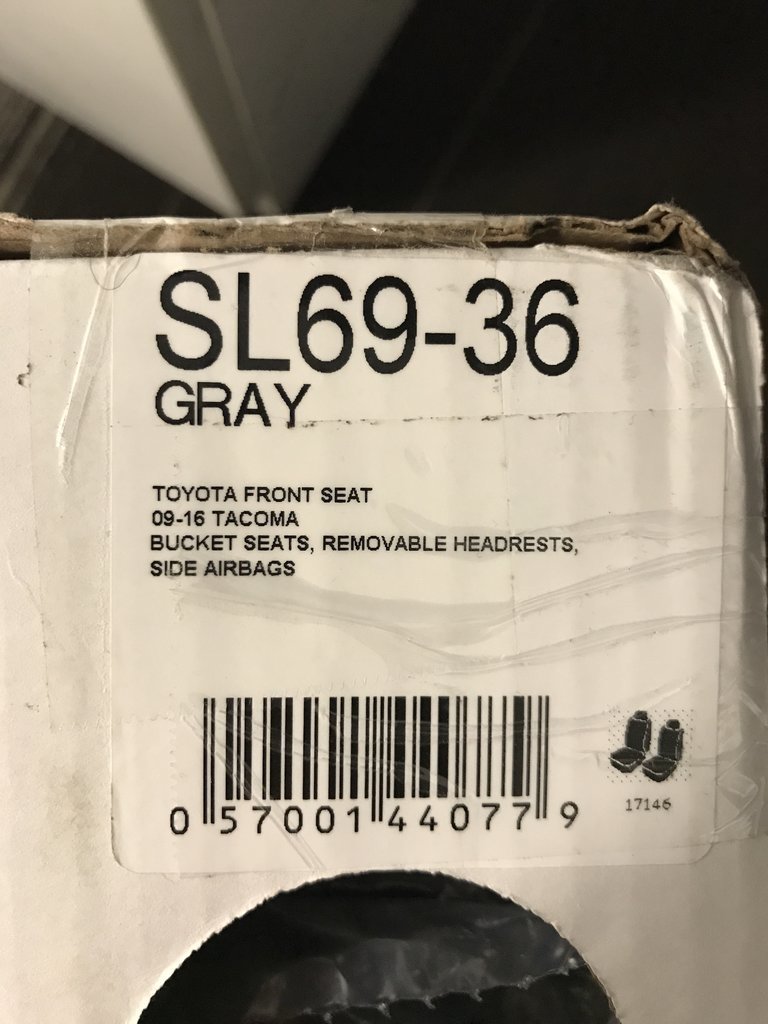 SL69-36
GRAY
TOYOTA FRONT SEAT
09-16 TACOMA
BUCKET SEATS, REMOVABLE HEADRESTS,
SIDE AIRBAGS
17146
0 57001 44077 9